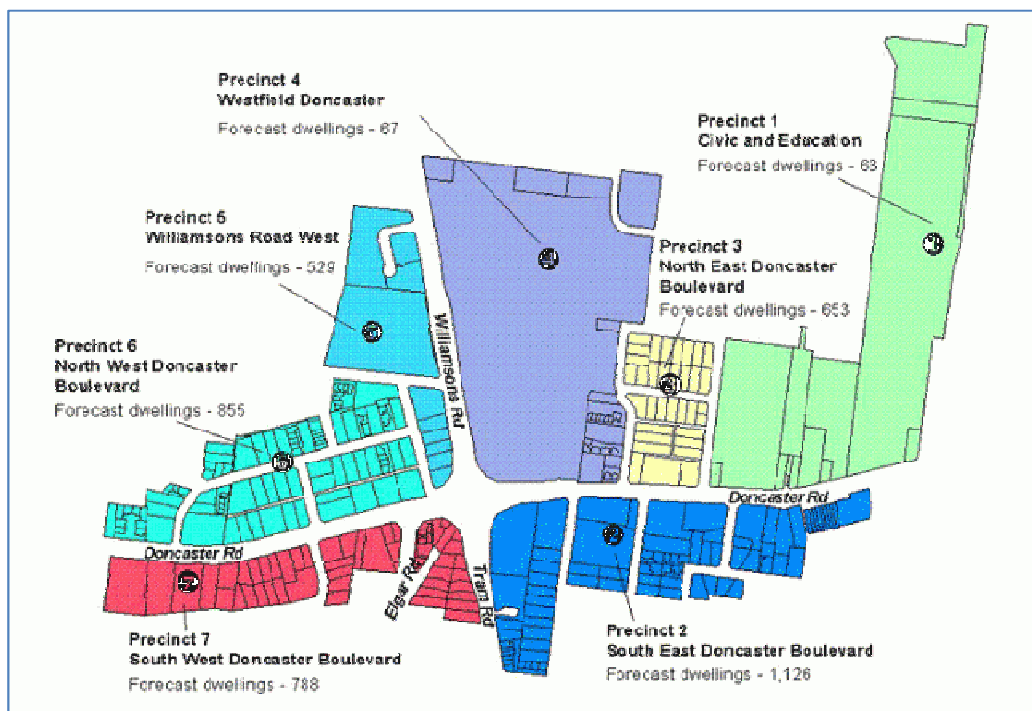 Precinct 4
Westfield Doncaster
Forecast dwellings - 67
Precinct 1
Civic and Education
Forecast dwellings - 63
Precinct 5
Williamsons Road West
Forecast dwellings - 529
Precinct 3
North East Doncaster
Boulevard
Forecast dwellings - 653
Precinct 6
North West Doncaster
Boulevard
Forecast dwellings - 855
Williamsons Rd
Doncaster Rd
Doncaster Rd
Elgar Rd
Tram Rd
Precinct 7
South West Doncaster Boulevard
Forecast dwellings - 788
Precinct 2
South East Doncaster Boulevard
Forecast dwellings - 1,126